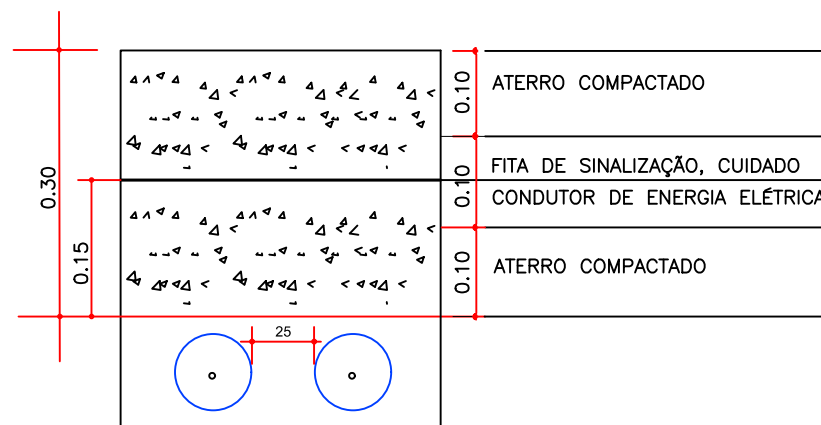 0.10
ATERRO COMPACTADO
0.30
0.10
FITA DE SINALIZAÇÃO, CUIDADO
CONDUTOR DE ENERGIA ELÉTRICA
0.15
0.10
ATERRO COMPACTADO
25